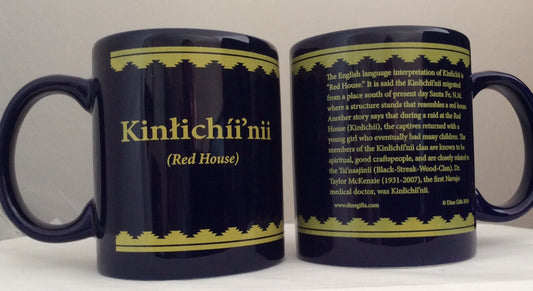 Kinłichíi’nii
(Red House)
The English language interpretation of Kinłichíi is
"Red House." It is said the Kinłichíi'nii migrated
from a place south of present day Santa Fe, N.M.
where a structure stands that resembles a red house.
Another story says that during a raid at the Red
House (Kinłichíi), the captives returned with a
young girl who eventually had many children. The
members of the Kinłichíi'nii clan are known to be
spiritual, good craftspeople, and are closely related to
the Tsi'naajinii (Black-Streak-Wood-Clan). Dr.
Taylor McKenzie (1931-2007), the first Navajo
medical doctor, was Kinłichíi'nii.
www.dinegifts.com
© Dine Gifts 2014